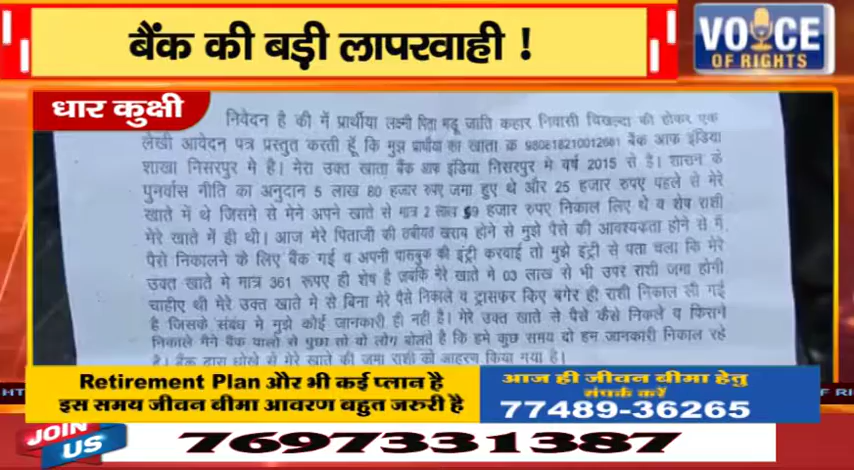 बैंक की बड़ी लापरवाही !
VOICE
OF RIGHTS
धार कुक्षी
निवेदन है की में प्रार्थीया लक्ष्मी पिता मडू जाति कहार निवासी चिखल्दा की होकर एक
लेखी आवेदन पत्र प्रस्तुत करती हूँ कि मुझ प्रार्थीया का खाता क्र 980818210012681 बैंक आफ इंडिया
शाखा निसरपुर मे है। मेरा उक्त खाता बैंक आफ इंडिया निसरपुर मे वर्ष 2015 से है। शासन के
पुनर्वास नीति का अनुदान 5 लाख 80 हजार रुपए जमा हुए थे और 25 हजार रुपए पहले से मेरे
खाते में थे जिसमे से मेने अपने खाते से मात्र 2 लाख 59 हजार रुपए निकाल लिए थे व शेष राशी
मेरे खाते में ही थी। आज मेरे पिताजी की तबीयत खराब होने से मुझे पैसे की आवश्यकता होने से में
पैसे निकालने के लिए बैंक गई व अपनी पासबुक की इंट्री करवाई तो मुझे इंट्री से पता चला कि मेरे
उक्त खाते मे मात्र 361 रूपए ही शेष है जबकि मेरे खाते मे 03 लाख से भी उपर राशी जमा होनी
चाहीए थी मेरे उक्त खाते मे से बिना मेरे पैसे निकाले व ट्रासफर किए बगेर ही राशी निकाल ली गई
है जिसके संबंध मे मुझे कोई जानकारी ही नही है। मेरे उक्त खाते से पैसे कैसे निकले व किसने
निकाले मैने बैंक वालो से पुछा तो वो लोग बोलते है कि हमे कुछ समय दो हम जानकारी निकाल रहे
है। बैंक द्वारा धोखे से मेरे खाते की जमा राशी को आहरण किया गया है।
Retirement Plan और भी कई प्लान है
इस समय जीवन बीमा आवरण बहुत जरुरी है
आज ही जीवन बीमा हेतु
संपर्क करें
77489-36265
JOIN
US
7697331387